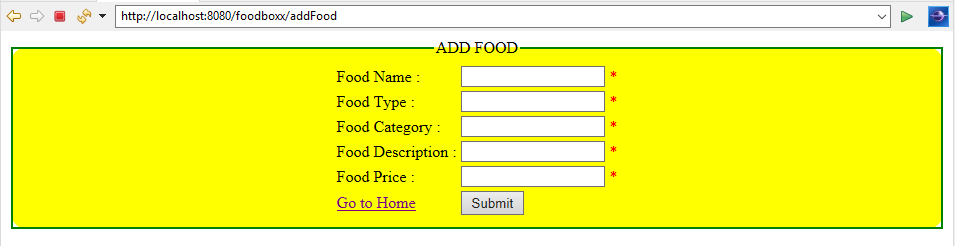 http://localhost:8080/foodboxx/addFood
ADD FOOD
Food Name : *
Food Type : *
Food Category : *
Food Description : *
Food Price : *
Go to Home Submit